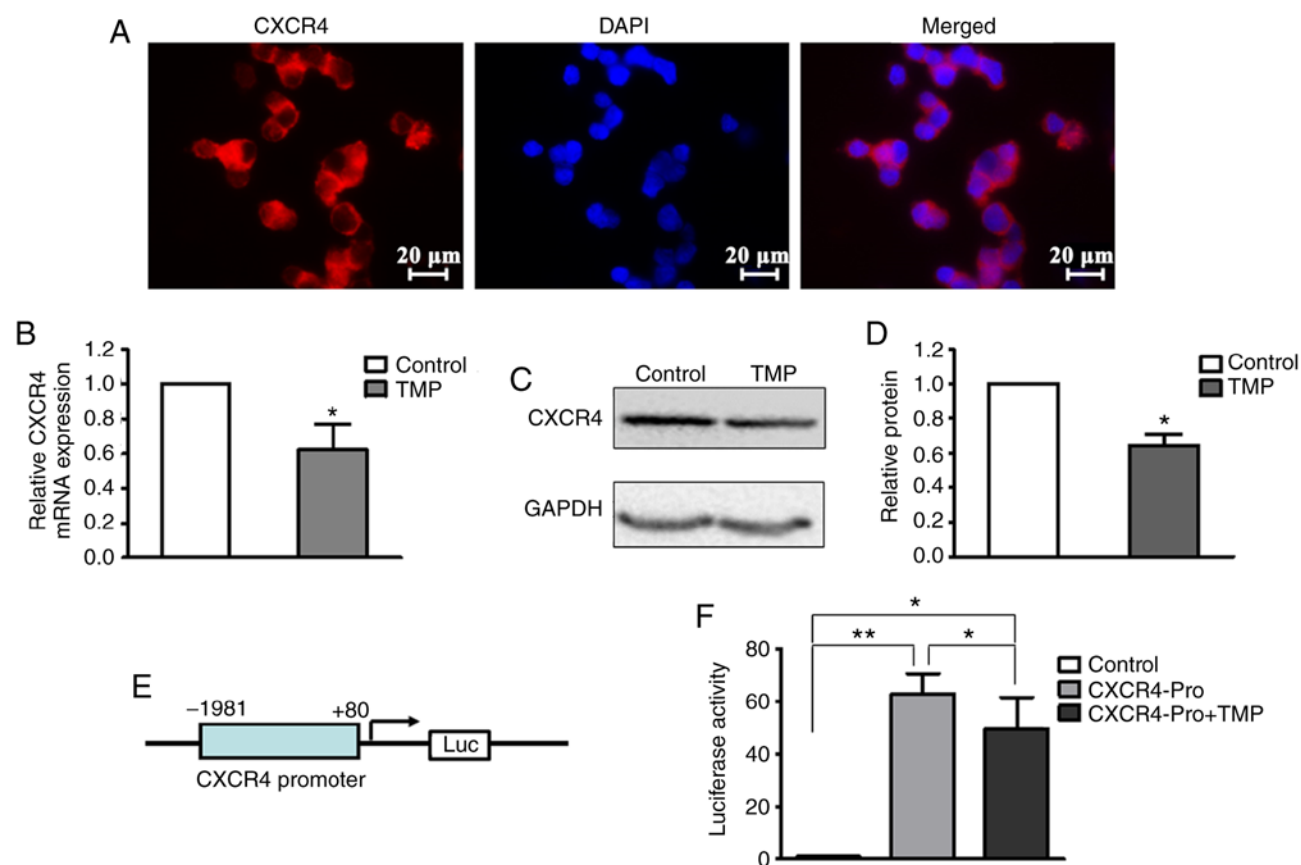 A
CXCR4
DAPI
Merged
20 µm
20 µm
20 µm
B
Relative CXCR4
mRNA expression
1.2
1.0
0.8
0.6
0.4
0.2
0.0
*
Control
TMP
C
Control
TMP
CXCR4
GAPDH
D
Relative protein
1.2
1.0
0.8
0.6
0.4
0.2
0.0
*
Control
TMP
E
−1981
+80
Luc
CXCR4 promoter
F
Luciferase activity
80
60
40
20
0
*
**
*
Control
CXCR4-Pro
CXCR4-Pro+TMP